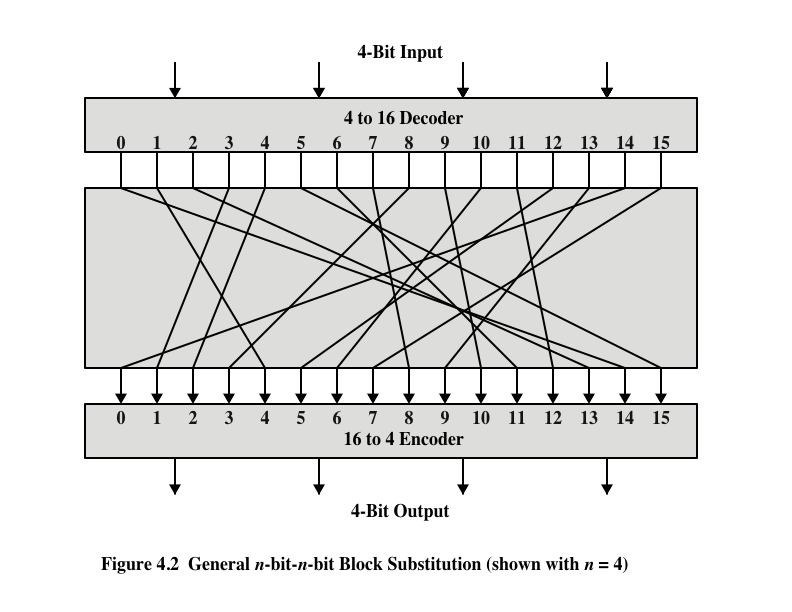 4-Bit Input
4 to 16 Decoder
0 1 2 3 4 5 6 7 8 9 10 11 12 13 14 15
0 1 2 3 4 5 6 7 8 9 10 11 12 13 14 15
16 to 4 Encoder
4-Bit Output
Figure 4.2 General n-bit-n-bit Block Substitution (shown with n = 4)